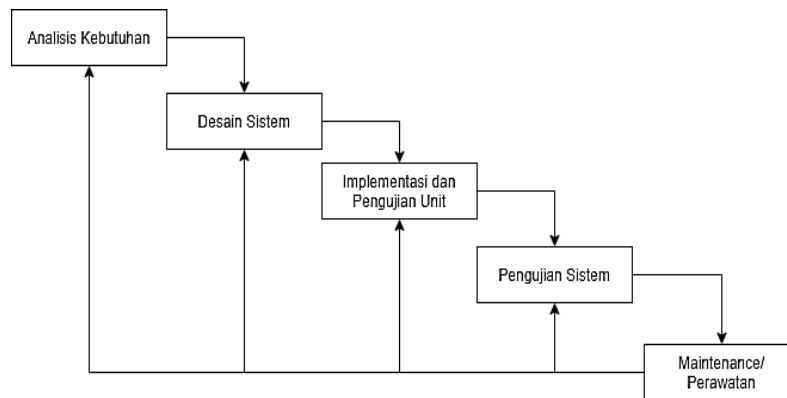 Analisis Kebutuhan
Desain Sistem
Implementasi dan
Pengujian Unit
Pengujian Sistem
Maintenance/
Perawatan